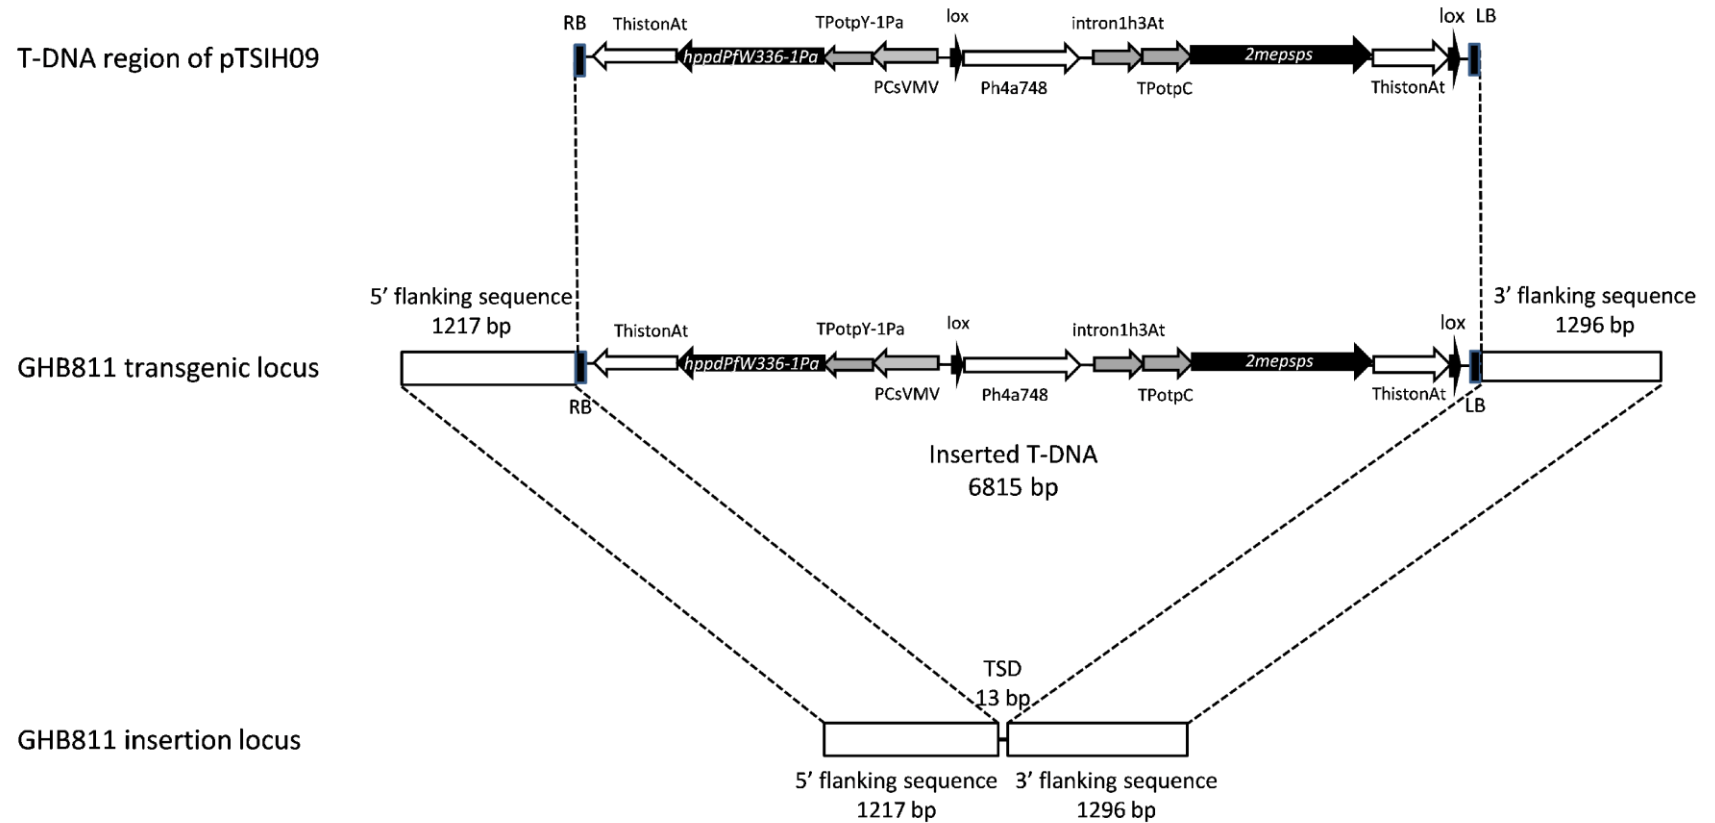 RB
ThistonAt
TPotpY-1Pa
lox
intron1h3At
lox LB
T-DNA region of pTSIH09
hppdPfW336-1Pa
2mepsps
PCsVMV
Ph4a748
TPotpC
ThistonAt
5’ flanking sequence
1217 bp
3’ flanking sequence
1296 bp
ThistonAt
TPotpY-1Pa
lox
intron1h3At
lox
GHB811 transgenic locus
hppdPfW336-1Pa
2mepsps
RB
PCsVMV
Ph4a748
TPotpC
ThistonAt
LB
Inserted T-DNA
6815 bp
TSD
13 bp
GHB811 insertion locus
5’ flanking sequence
1217 bp
3’ flanking sequence
1296 bp